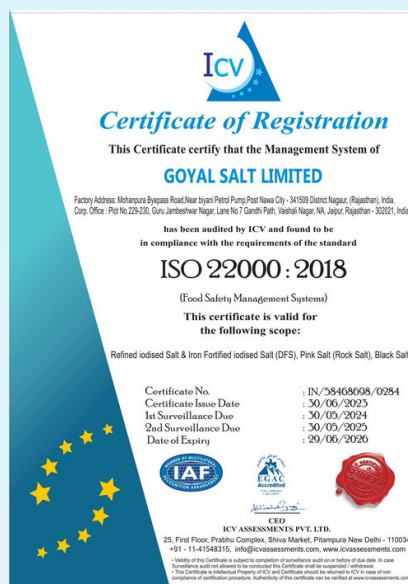 Icv
Certificate of Registration
This Certificate certify that the Management System of
GOYAL SALT LIMITED
Factory Address: Mohanpura Byepass Road,Near biyani Petrol Pump,Post Nawa City - 341509 District Nagaur, (Rajasthan), India.
Corp. Office : Plot No.229-230, Guru Jambeshwar Nagar, Lane No.7 Gandhi Path, Vaishali Nagar, NA, Jaipur, Rajasthan - 302021, India
has been audited by ICV and found to be
in compliance with the requirements of the standard
ISO 22000 : 2018
(Food Safety Management Systems)
This certificate is valid for
the following scope:
Refined iodised Salt & Iron Fortified iodised Salt (DFS), Pink Salt (Rock Salt), Black Salt
Certificate No. : IN/58468698/0284
Certificate Issue Date : 30/06/2023
1st Surveillance Due : 30/05/2024
2nd Surveillance Due : 30/05/2025
Date of Expiry : 29/06/2026
MEMBER OF MULTILATERAL
RECOGNITION ARRANGEMENT
IAF
EGAC
Accredited
CEO
ICV ASSESSMENTS PVT. LTD.
25, First Floor, Prabhu Complex, Shiva Market, Pitampura New Delhi - 110034
+91 - 11-41548315, info@icvassessments.com, www.icvassessments.com
• Validity of this Certificate is subject to completion of surveillance audit on or before of due date. In case
Surveillance audit not allowed to be conducted this Certificate shall be suspended / withdrawal.
• This Certificate is intellectual Property of ICV and Certificate should be returned to ICV in case of non
compliance of certification procedure. Authenticity of this certificate can be verified at www.icvassessments.com